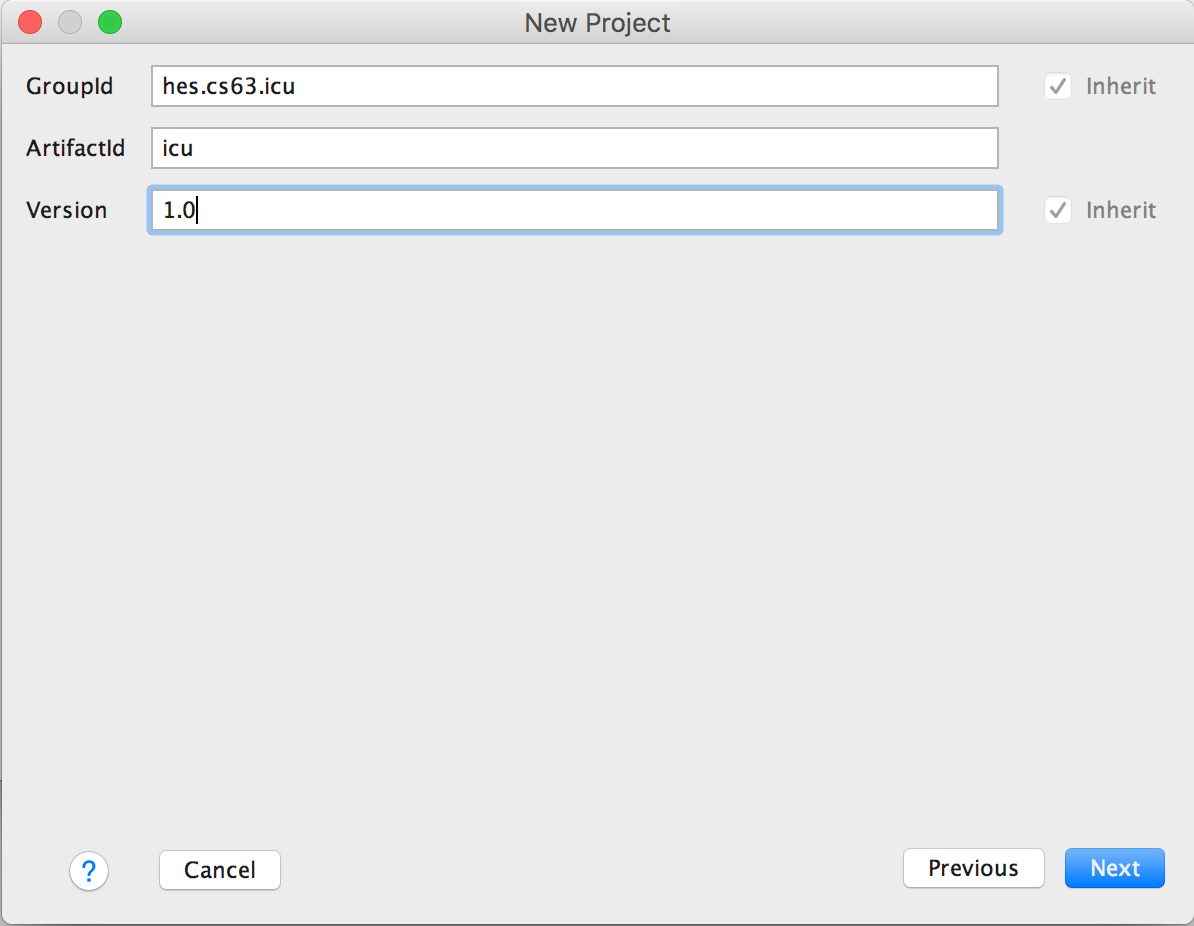 New Project
GroupId hes.cs63.icu Inherit
ArtifactId icu
Version 1.0 Inherit
? Cancel Previous Next